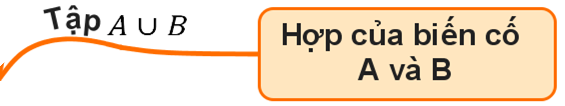 Tập A ∪ B
Hợp của biến cố
A và B